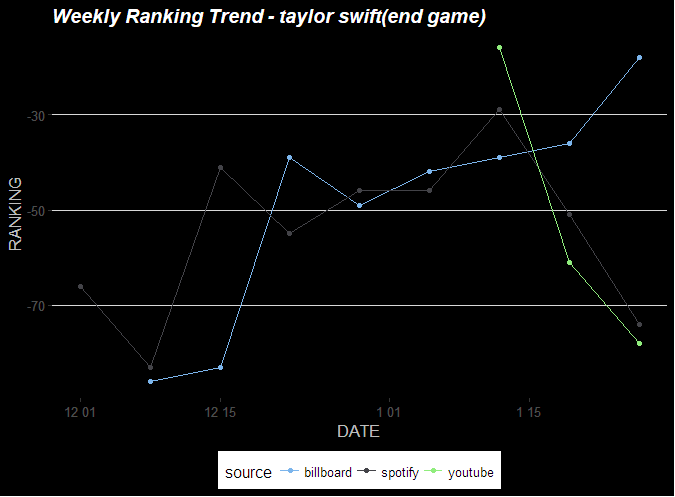 Weekly Ranking Trend - taylor swift(end game)
-30
-50
-70
RANKING
12 01 12 15 1 01 1 15
DATE
source billboard spotify youtube